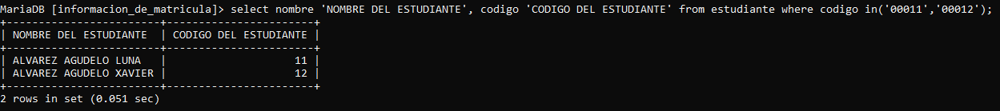 MariaDB [informacion_de_matricula]> select nombre 'NOMBRE DEL ESTUDIANTE', codigo 'CODIGO DEL ESTUDIANTE' from estudiante where codigo in('00011','00012');
+------------------------+-----------------------+
| NOMBRE DEL ESTUDIANTE  | CODIGO DEL ESTUDIANTE |
+------------------------+-----------------------+
| ALVAREZ AGUDELO LUNA   |                    11 |
| ALVAREZ AGUDELO XAVIER |                    12 |
+------------------------+-----------------------+
2 rows in set (0.051 sec)